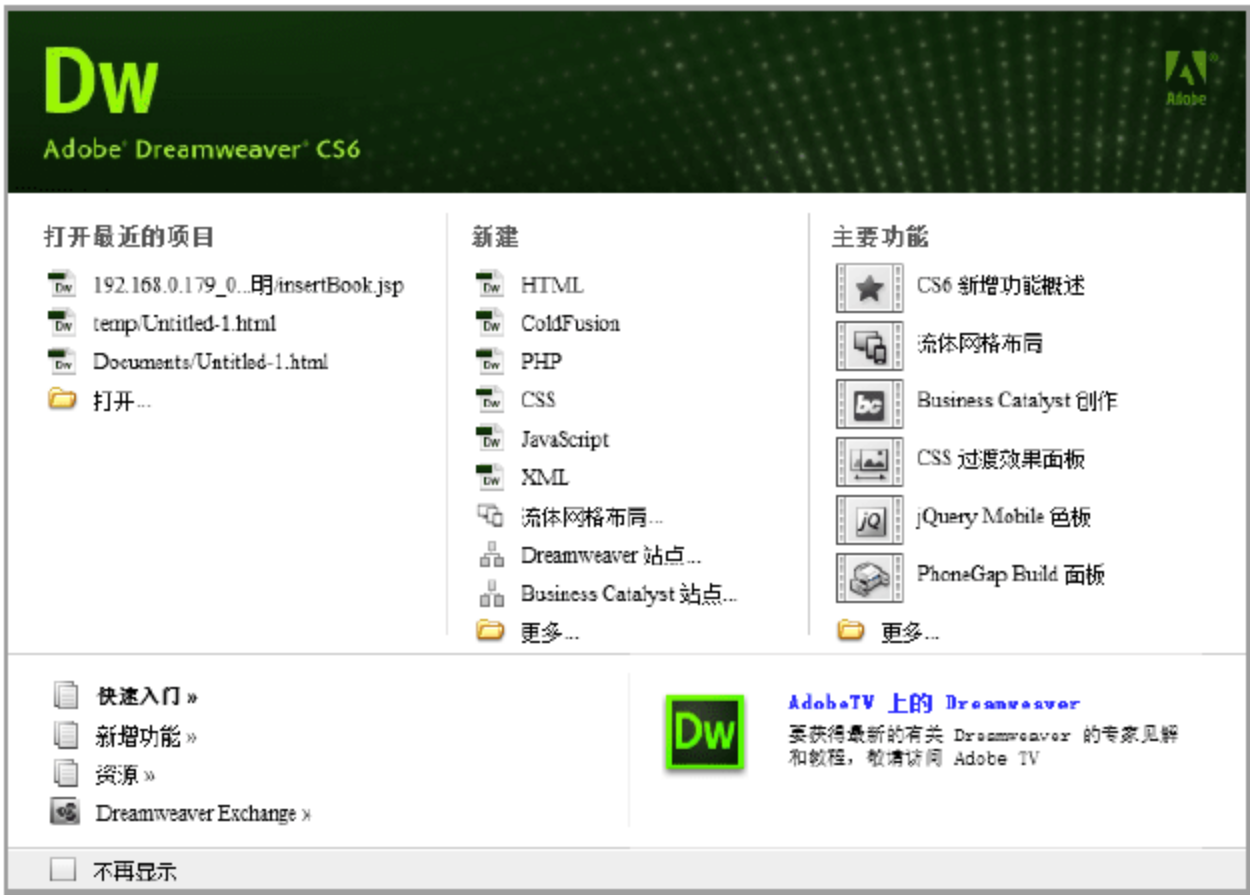 Dw
Adobe® Dreamweaver® CS6
Adobe®
打开最近的项目
192.168.0.179_0...明/insertBook.jsp
temp/Untitled-1.html
Documents/Untitled-1.html
打开...
新建
HTML
ColdFusion
PHP
CSS
JavaScript
XML
流体网格布局...
Dreamweaver 站点...
Business Catalyst 站点...
更多...
主要功能
CS6 新增功能概述
流体网格布局
Business Catalyst 创作
CSS 过渡效果面板
jQuery Mobile 色板
PhoneGap Build 面板
更多...
快速入门 »
新增功能 »
资源 »
Dreamweaver Exchange »
Dw
AdobeTV 上的 Dreamweaver
要获得最新的有关 Dreamweaver 的专家见解
和教程，敬请访问 Adobe TV
不再显示